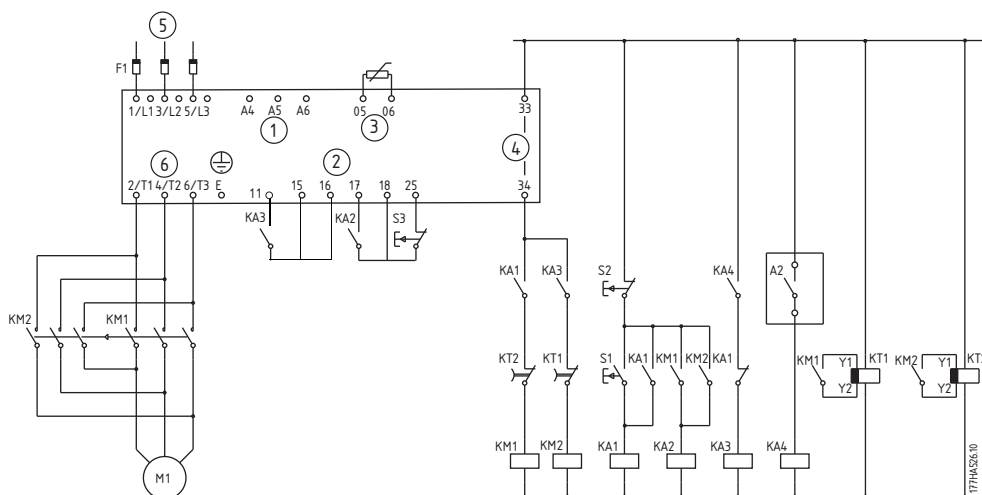 5
F1
1/L1 3/L2 5/L3 A4 A5 A6 05 06 33
1 3
4
6 2
2/T1 4/T2 6/T3 E 11 15 16 17 18 25 34
KA3 KA2 S3
KA1 KA3 S2 KA4 A2
KM2 KM1
KT2 KT1 S1 KA1 KM1 KM2 KA1 KM1 Y1 KT1 KM2 Y1
Y2 Y2
KM1 KM2 KA1 KA2 KA3 KA4
M1
177HA526.10